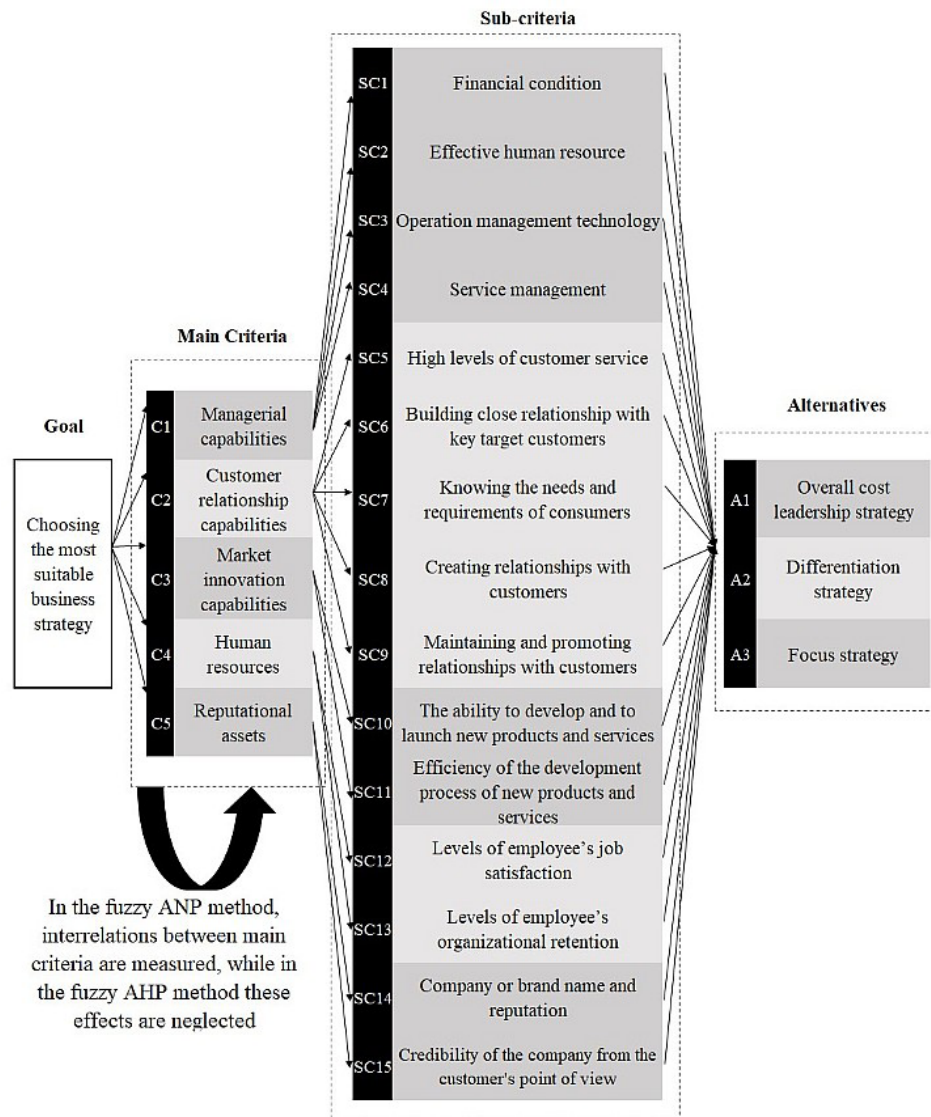 Sub-criteria
SC1
Financial condition
SC2
Effective human resource
SC3
Operation management technology
SC4
Service management
SC5
High levels of customer service
SC6
Building close relationship with
key target customers
SC7
Knowing the needs and
requirements of consumers
SC8
Creating relationships with
customers
SC9
Maintaining and promoting
relationships with customers
SC10
The ability to develop and to
launch new products and services
SC11
Efficiency of the development
process of new products and
services
SC12
Levels of employee's job
satisfaction
SC13
Levels of employee's
organizational retention
SC14
Company or brand name and
reputation
SC15
Credibility of the company from the
customer's point of view
Main Criteria
C1
Managerial
capabilities
C2
Customer
relationship
capabilities
C3
Market
innovation
capabilities
C4
Human
resources
C5
Reputational
assets
Goal
Choosing
the most
suitable
business
strategy
Alternatives
A1
Overall cost
leadership strategy
A2
Differentiation
strategy
A3
Focus strategy
In the fuzzy ANP method,
interrelations between main
criteria are measured, while in
the fuzzy AHP method these
effects are neglected